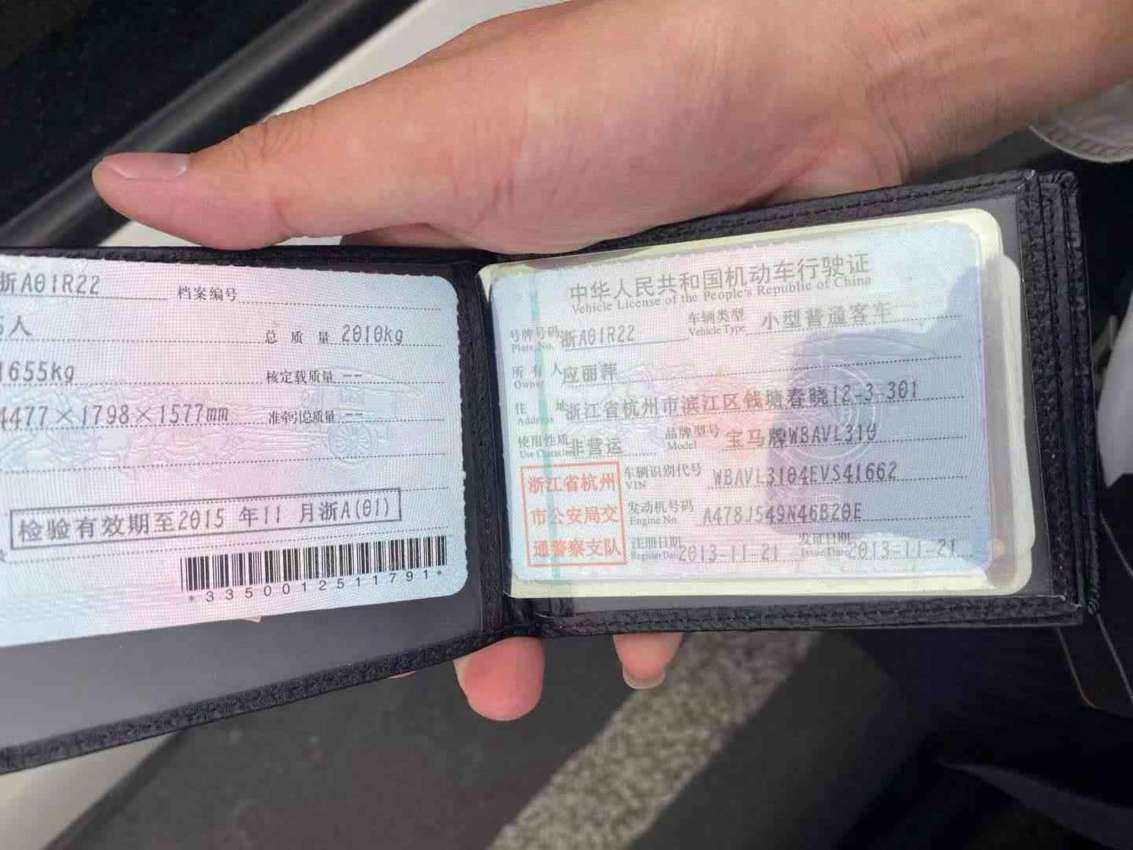 浙A01R22 档案编号
人 总质量 2010kg
1655kg 核定载质量 --
4477×1798×1577mm 准牵引总质量 --
检验有效期至2015年11月浙A(01)
*3350012511791*
中华人民共和国机动车行驶证
Vehicle License of the People's Republic of China
号牌号码 浙A01R22 车辆类型 小型普通客车
Plate No. Vehicle Type
所有人 应丽萍
Owner
住址 浙江省杭州市滨江区钱塘春晓12-3-301
Address
使用性质 非营运 品牌型号 宝马牌WBAVL310
Use Character Model
浙江省杭州
市公安局交
通警察支队
车辆识别代号 WBAVL3104EVS41662
VIN
发动机号码 A478J549N46B20E
Engine No.
注册日期 2013-11-21 发证日期 2013-11-21
Register Date Issue Date